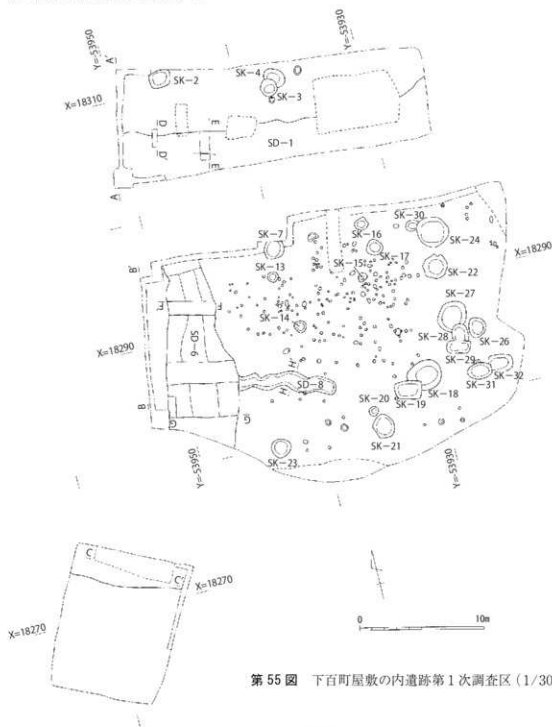 Y=-53950
Y=-53930
A'
SK-2
SK-4
SK-3
X=18310
D
E'
D'
E
SD-1
A
SK-7
SK-16
SK-30
SK-24
X=18290
SK-13
SK-15
SK-17
SK-22
B'
F
F'
SD-6
SK-14
SK-27
SK-28
SK-26
X=18290
SK-29
H'
H
SD-8
SK-31
SK-32
SK-18
SK-19
SK-20
SK-21
B
G
G'
SK-23
Y=-53950
Y=-53930
C
C'
X=18270
X=18270
0
10m
第55図 下百町屋敷の内遺跡第1次調査区(1/30